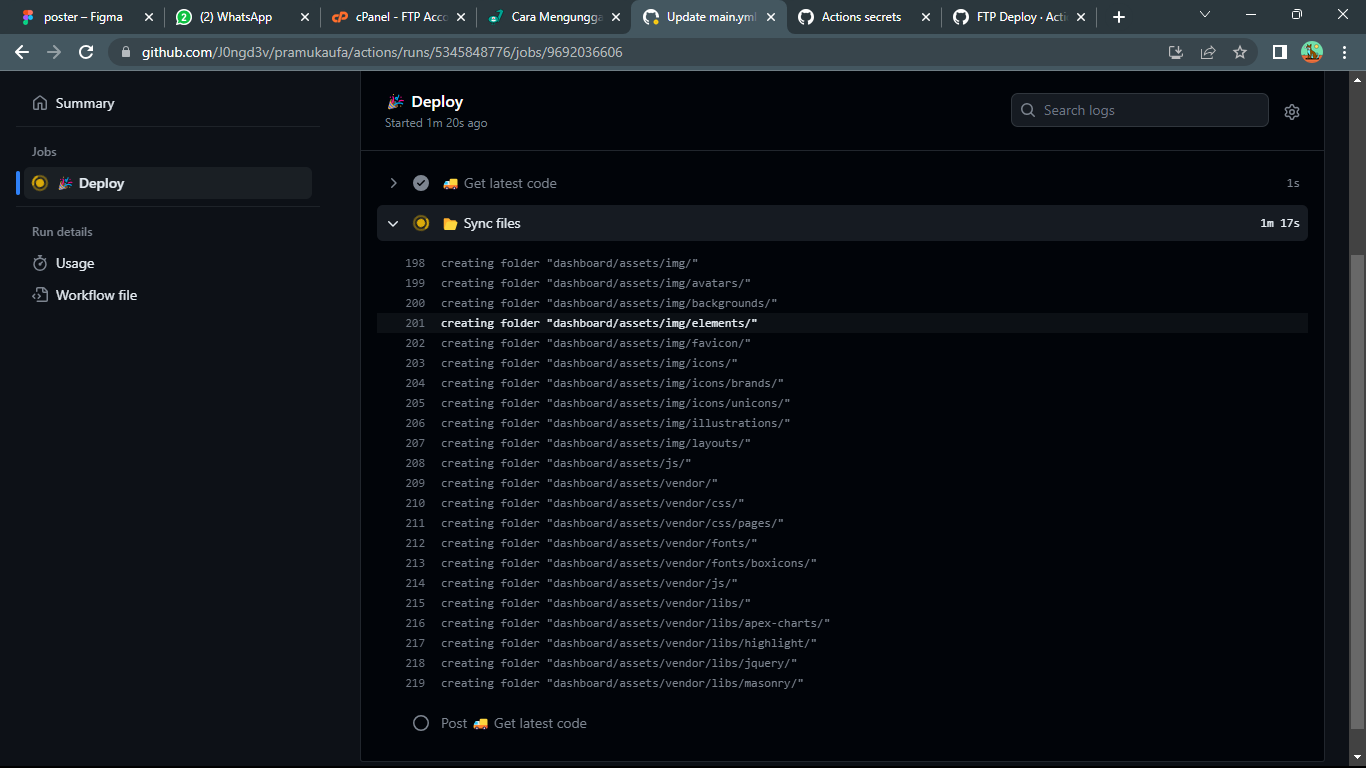 poster – Figma
(2) WhatsApp
cPanel - FTP Acco
Cara Mengungga
Update main.yml
Actions secrets
FTP Deploy · Acti
github.com/J0ngd3v/pramukaufa/actions/runs/5345848776/jobs/9692036606
Summary
Jobs
Deploy
Run details
Usage
Workflow file
Deploy
Started 1m 20s ago
Search logs
Get latest code 1s
Sync files 1m 17s
198 creating folder "dashboard/assets/img/"
199 creating folder "dashboard/assets/img/avatars/"
200 creating folder "dashboard/assets/img/backgrounds/"
201 creating folder "dashboard/assets/img/elements/"
202 creating folder "dashboard/assets/img/favicon/"
203 creating folder "dashboard/assets/img/icons/"
204 creating folder "dashboard/assets/img/icons/brands/"
205 creating folder "dashboard/assets/img/icons/unicons/"
206 creating folder "dashboard/assets/img/illustrations/"
207 creating folder "dashboard/assets/img/layouts/"
208 creating folder "dashboard/assets/js/"
209 creating folder "dashboard/assets/vendor/"
210 creating folder "dashboard/assets/vendor/css/"
211 creating folder "dashboard/assets/vendor/css/pages/"
212 creating folder "dashboard/assets/vendor/fonts/"
213 creating folder "dashboard/assets/vendor/fonts/boxicons/"
214 creating folder "dashboard/assets/vendor/js/"
215 creating folder "dashboard/assets/vendor/libs/"
216 creating folder "dashboard/assets/vendor/libs/apex-charts/"
217 creating folder "dashboard/assets/vendor/libs/highlight/"
218 creating folder "dashboard/assets/vendor/libs/jquery/"
219 creating folder "dashboard/assets/vendor/libs/masonry/"
Post Get latest code